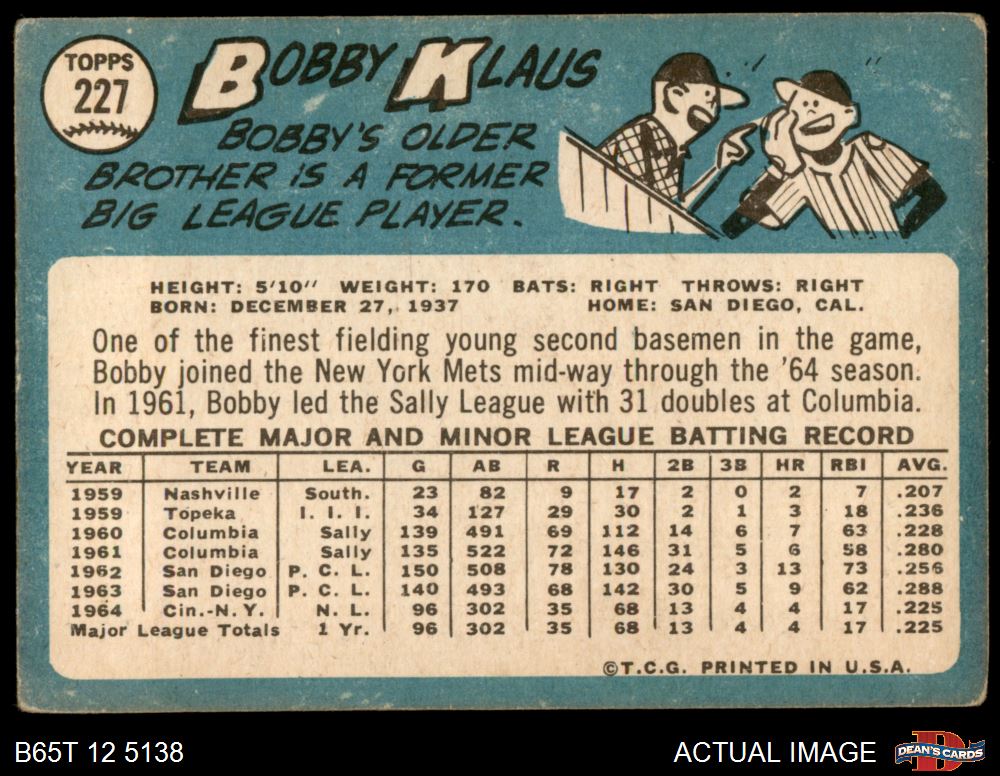 TOPPS
227
BOBBY KLAUS
BOBBY'S OLDER
BROTHER IS A FORMER
BIG LEAGUE PLAYER.
HEIGHT: 5'10" WEIGHT: 170 BATS: RIGHT THROWS: RIGHT
BORN: DECEMBER 27, 1937 HOME: SAN DIEGO, CAL.
One of the finest fielding young second basemen in the game,
Bobby joined the New York Mets mid-way through the '64 season.
In 1961, Bobby led the Sally League with 31 doubles at Columbia.
COMPLETE MAJOR AND MINOR LEAGUE BATTING RECORD
YEAR TEAM LEA. G AB R H 2B 3B HR RBI AVG.
1959 Nashville South. 23 82 9 17 2 0 2 7 .207
1959 Topeka I. I. I. 34 127 29 30 2 1 3 18 .236
1960 Columbia Sally 139 491 69 112 14 6 7 63 .228
1961 Columbia Sally 135 522 72 146 31 5 6 58 .280
1962 San Diego P. C. L. 150 508 78 130 24 3 13 73 .256
1963 San Diego P. C. L. 140 493 68 142 30 5 9 62 .288
1964 Cin.-N. Y. N. L. 96 302 35 68 13 4 4 17 .225
Major League Totals 1 Yr. 96 302 35 68 13 4 4 17 .225
©T.C.G. PRINTED IN U.S.A.
B65T 12 5138 ACTUAL IMAGE DEAN'S CARDS